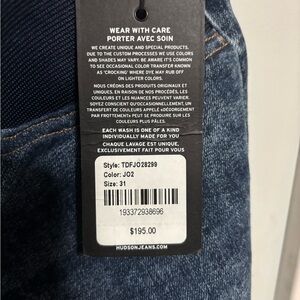 WEAR WITH CARE
PORTER AVEC SOIN
WE CREATE UNIQUE AND SPECIAL PRODUCTS.
DUE TO THE CUSTOM PROCESSES WE USE COLORS
AND SHADES MAY VARY. BE AWARE IT'S COMMON
TO SEE OCCASIONAL COLOR TRANSFER KNOWN
AS "CROCKING" WHERE DYE MAY RUB OFF
ON LIGHTER COLORS.
NOUS CRÉONS DES PRODUITS ORIGINAUX ET
UNIQUES. EN RAISON DE NOS PROCÉDÉS, LES
COULEURS ET LES NUANCES PEUVENT VARIER.
SOYEZ CONSCIENT QU'OCCASIONNELLEMENT, UN
TRANSFERT DE COULEURS APPELÉ «DÉGORGEMENT
PAR FROTTEMENT» PEUT SE PRODUIRE SUR LES
COULEURS PLUS PÂLES.
EACH WASH IS ONE OF A KIND
INDIVIDUALLY MADE FOR YOU
CHAQUE LAVAGE EST UNIQUE,
EXCLUSIVEMENT FAIT POUR VOUS
Style: TDFJO28299
Color: JO2
Size: 31
193372938696
$195.00
HUDSONJEANS.COM